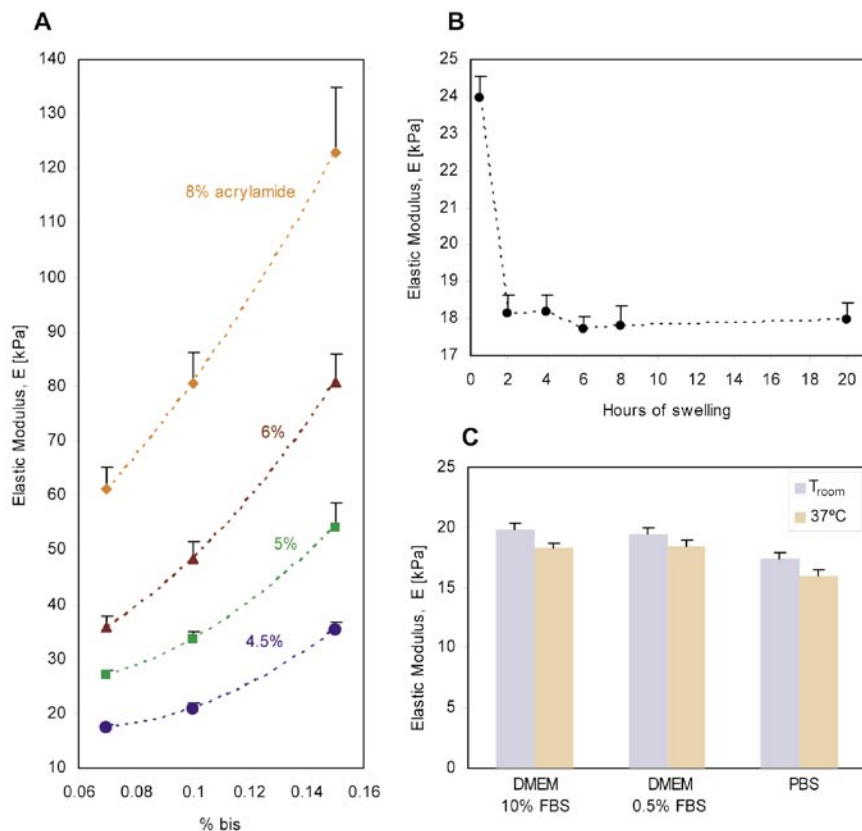 A
140
130
120
110
100
90
80
70
60
50
40
30
20
10
Elastic Modulus, E [kPa]
8% acrylamide
6%
5%
4.5%
0.06
0.08
0.1
0.12
0.14
0.16
% bis
B
25
24
23
22
21
20
19
18
17
Elastic Modulus, E [kPa]
0 2 4 6 8 10 12 14 16 18 20
Hours of swelling
C
25
20
15
10
5
0
Elastic Modulus, E [kPa]
Troom
37ºC
DMEM
10% FBS
DMEM
0.5% FBS
PBS